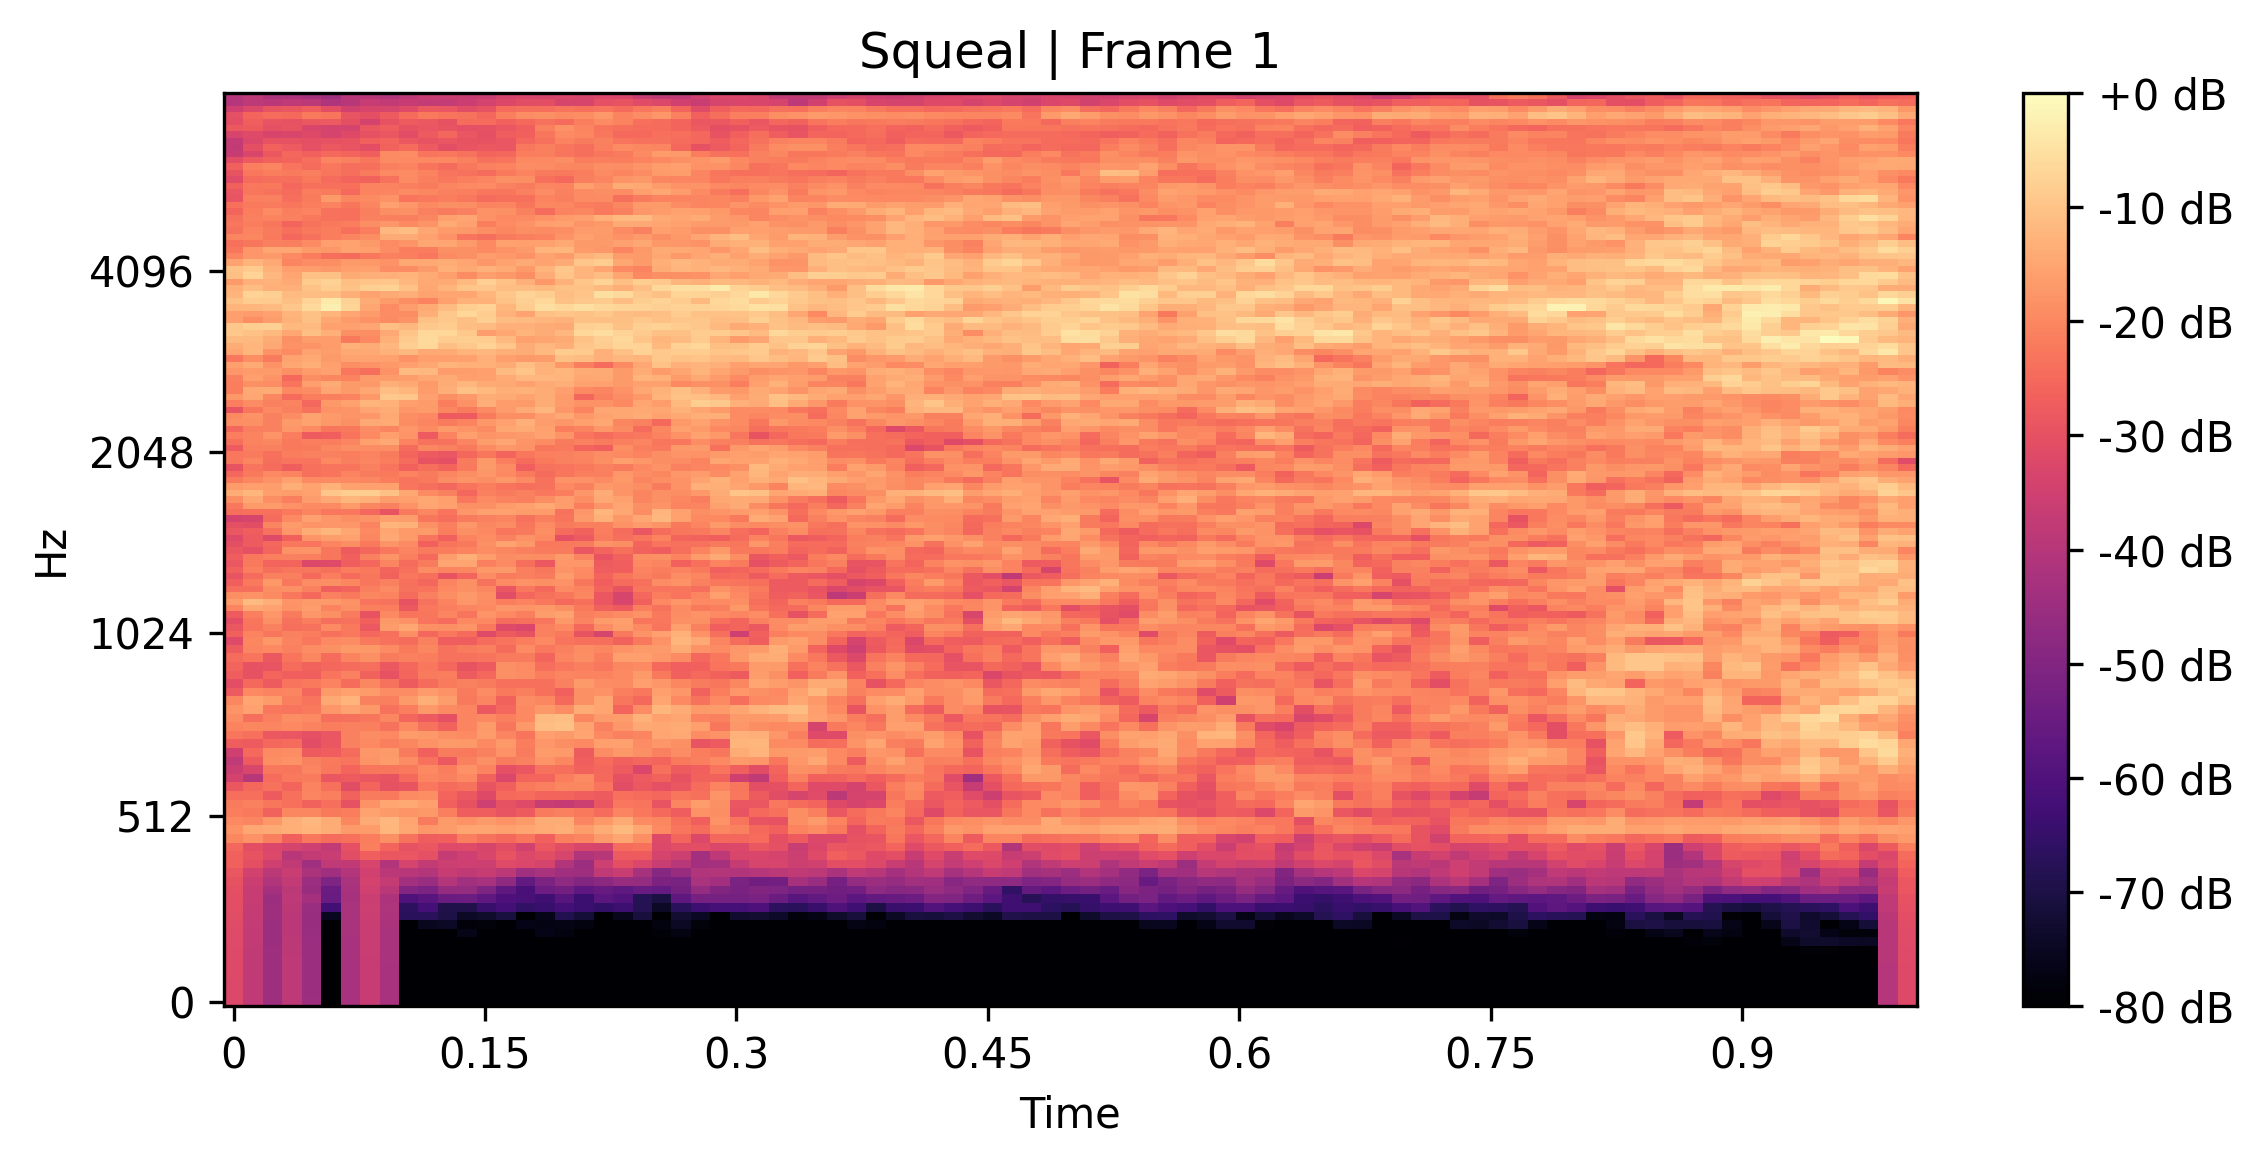 Squeal | Frame 1
+0 dB
-10 dB
-20 dB
-30 dB
-40 dB
-50 dB
-60 dB
-70 dB
-80 dB
Hz
4096
2048
1024
512
0
0 0.15 0.3 0.45 0.6 0.75 0.9
Time